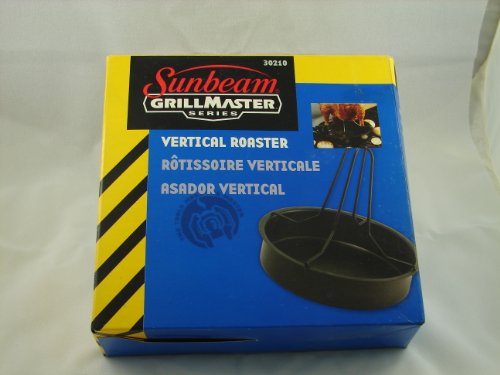 30210
Sunbeam
GRILLMASTER
SERIES
VERTICAL ROASTER
RÔTISSOIRE VERTICALE
ASADOR VERTICAL